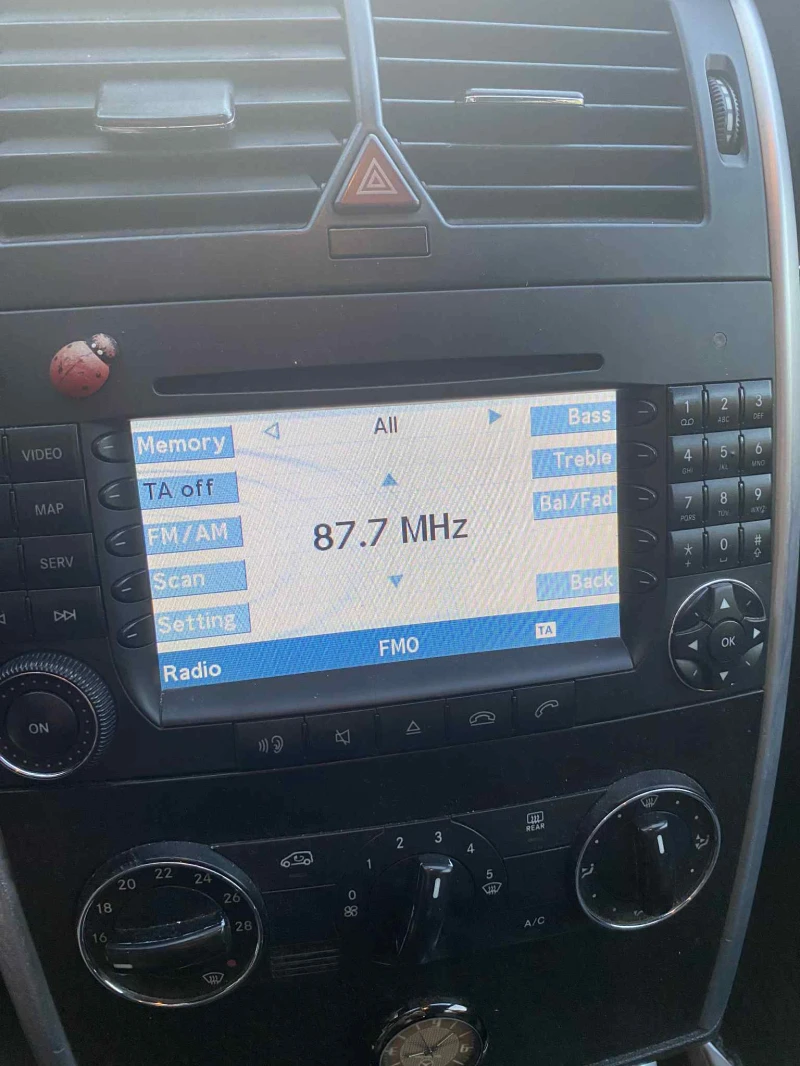 All
Memory
Bass
TA off
Treble
FM/AM
Bal/Fad
87.7 MHz
Scan
Back
Setting
Radio
FM0
TA
VIDEO
MAP
SERV
ON
1
2 ABC
3 DEF
4 GHI
5 JKL
6 MNO
7 PQRS
8 TUV
9 WXYZ
* +
0
#
OK
REAR
A/C
16 18 20 22 24 26 28
0 1 2 3 4 5